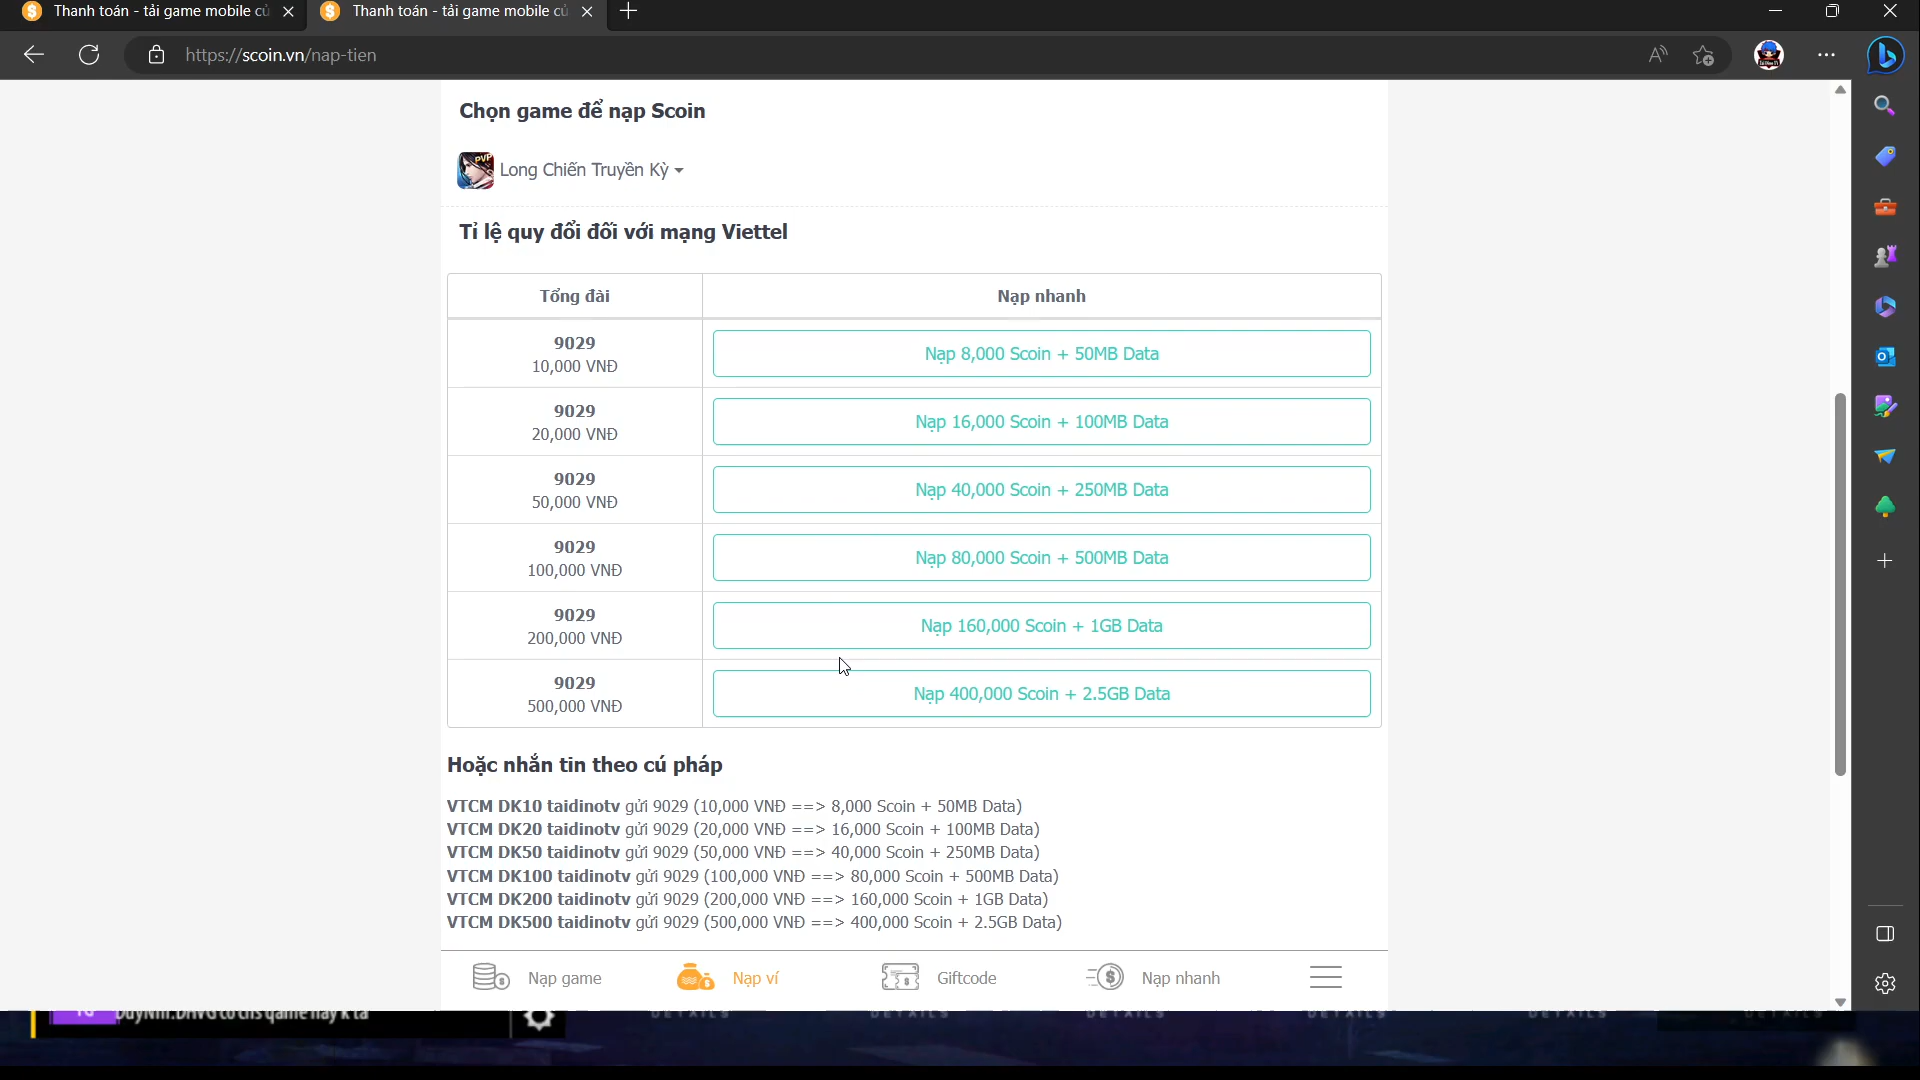 Thanh toán - tải game mobile củ
Thanh toán - tải game mobile củ
https://scoin.vn/nap-tien
Chọn game để nạp Scoin
PVP
Long Chiến Truyền Kỳ
Tỉ lệ quy đổi đối với mạng Viettel
Tổng đài
Nạp nhanh
9029
10,000 VNĐ
Nạp 8,000 Scoin + 50MB Data
9029
20,000 VNĐ
Nạp 16,000 Scoin + 100MB Data
9029
50,000 VNĐ
Nạp 40,000 Scoin + 250MB Data
9029
100,000 VNĐ
Nạp 80,000 Scoin + 500MB Data
9029
200,000 VNĐ
Nạp 160,000 Scoin + 1GB Data
9029
500,000 VNĐ
Nạp 400,000 Scoin + 2.5GB Data
Hoặc nhắn tin theo cú pháp
VTCM DK10 taidinotv gửi 9029 (10,000 VNĐ ==> 8,000 Scoin + 50MB Data)
VTCM DK20 taidinotv gửi 9029 (20,000 VNĐ ==> 16,000 Scoin + 100MB Data)
VTCM DK50 taidinotv gửi 9029 (50,000 VNĐ ==> 40,000 Scoin + 250MB Data)
VTCM DK100 taidinotv gửi 9029 (100,000 VNĐ ==> 80,000 Scoin + 500MB Data)
VTCM DK200 taidinotv gửi 9029 (200,000 VNĐ ==> 160,000 Scoin + 1GB Data)
VTCM DK500 taidinotv gửi 9029 (500,000 VNĐ ==> 400,000 Scoin + 2.5GB Data)
Nạp game
Nạp ví
Giftcode
Nạp nhanh
DETAILS DETAILS DETAILS DETAILS DETAILS DETAILS